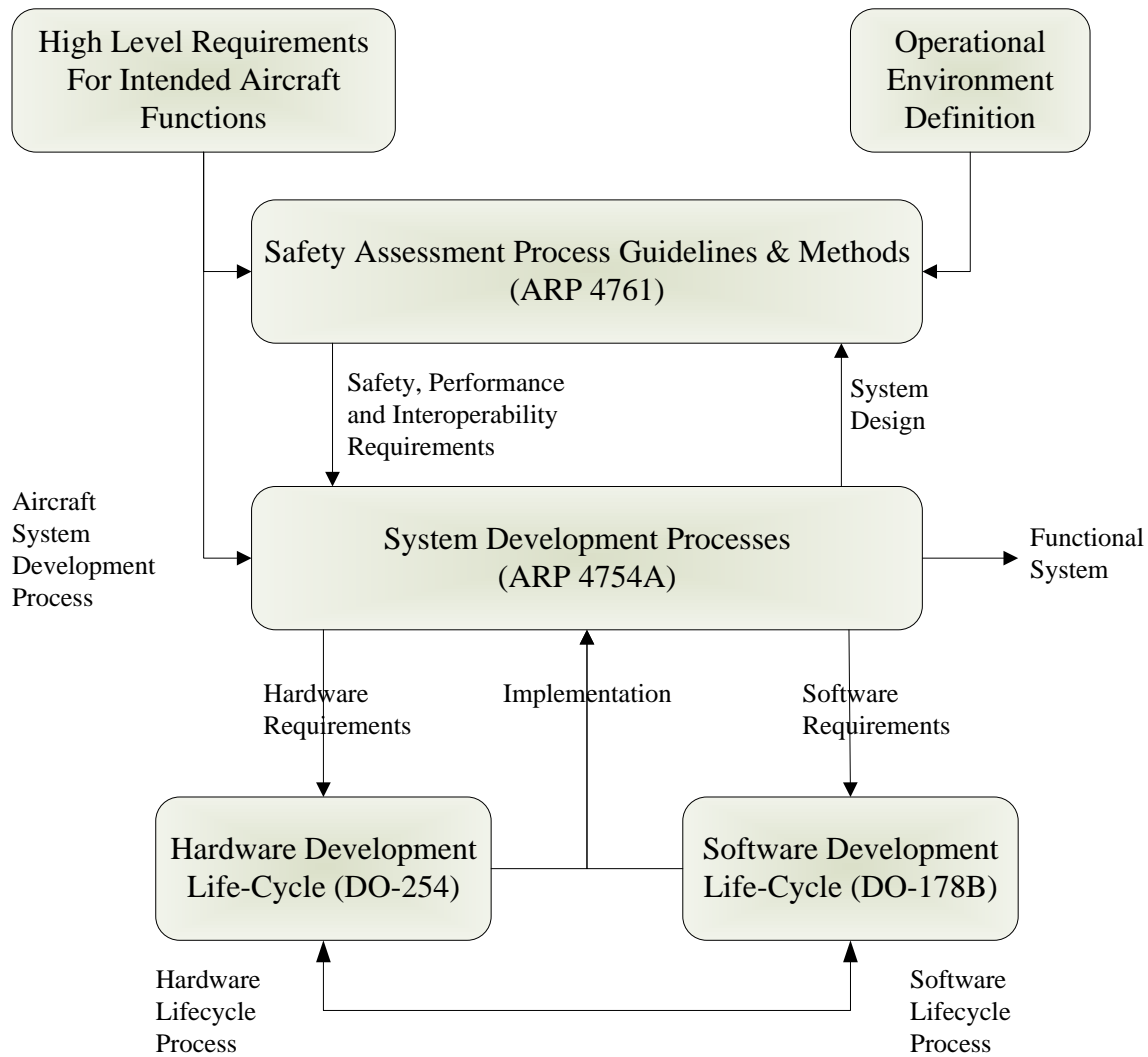 High Level Requirements
For Intended Aircraft
Functions
Operational
Environment
Definition
Safety Assessment Process Guidelines & Methods
(ARP 4761)
Safety, Performance
and Interoperability
Requirements
System
Design
Aircraft
System
Development
Process
System Development Processes
(ARP 4754A)
Functional
System
Hardware
Requirements
Implementation
Software
Requirements
Hardware Development
Life-Cycle (DO-254)
Software Development
Life-Cycle (DO-178B)
Hardware
Lifecycle
Process
Software
Lifecycle
Process